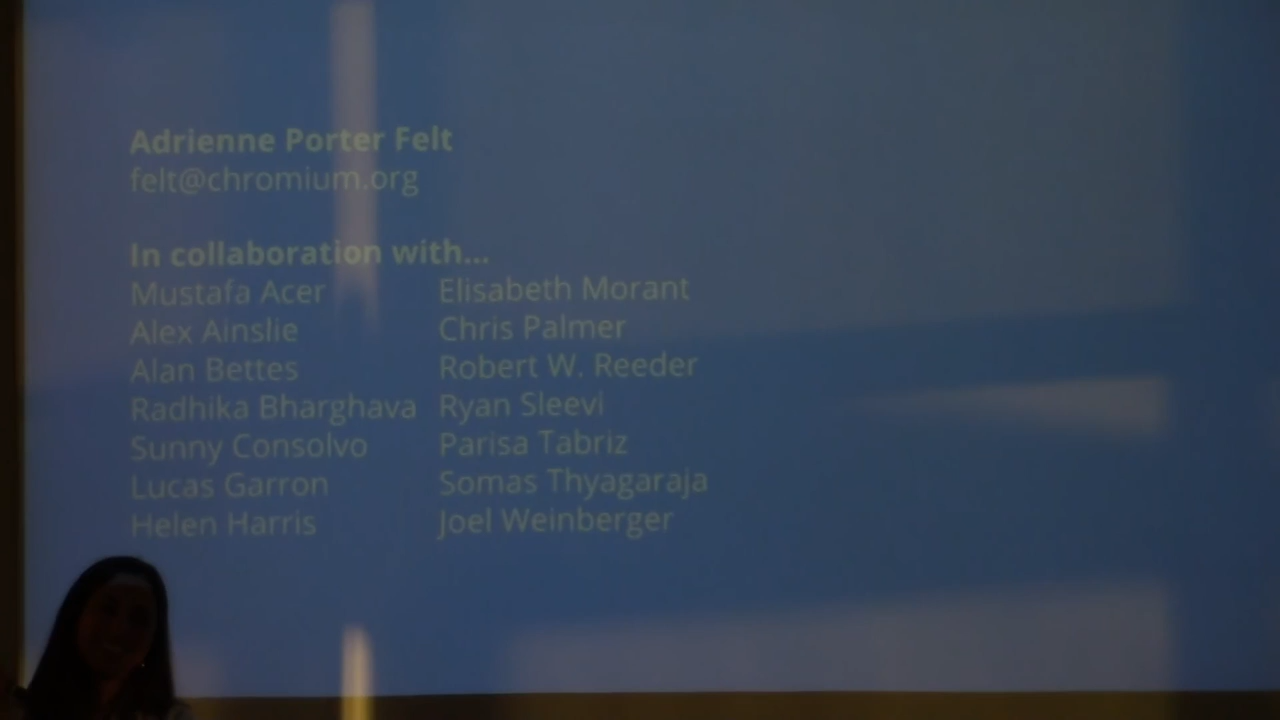 Adrienne Porter Felt
felt@chromium.org
In collaboration with...
Mustafa Acer
Alex Ainslie
Alan Bettes
Radhika Bharghava
Sunny Consolvo
Lucas Garron
Helen Harris
Elisabeth Morant
Chris Palmer
Robert W. Reeder
Ryan Sleevi
Parisa Tabriz
Somas Thyagaraja
Joel Weinberger